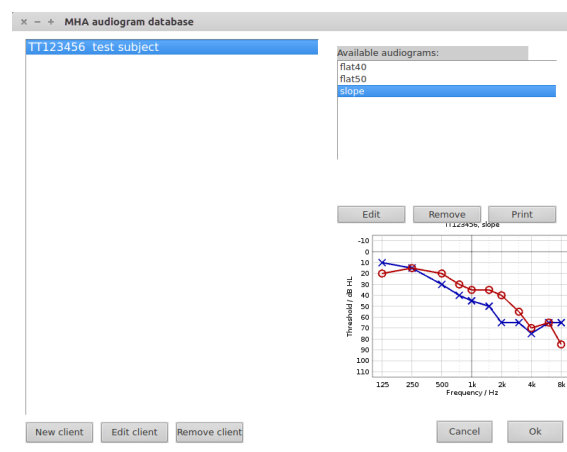 MHA audiogram database
TT123456 test subject
Available audiograms:
flat40
flat50
slope
Edit Remove Print
TT123456, slope
-10
0
10
20
30
40
50
60
70
80
90
100
110
Threshold / dB HL
125 250 500 1k 2k 4k 8k
Frequency / Hz
New client Edit client Remove client Cancel Ok